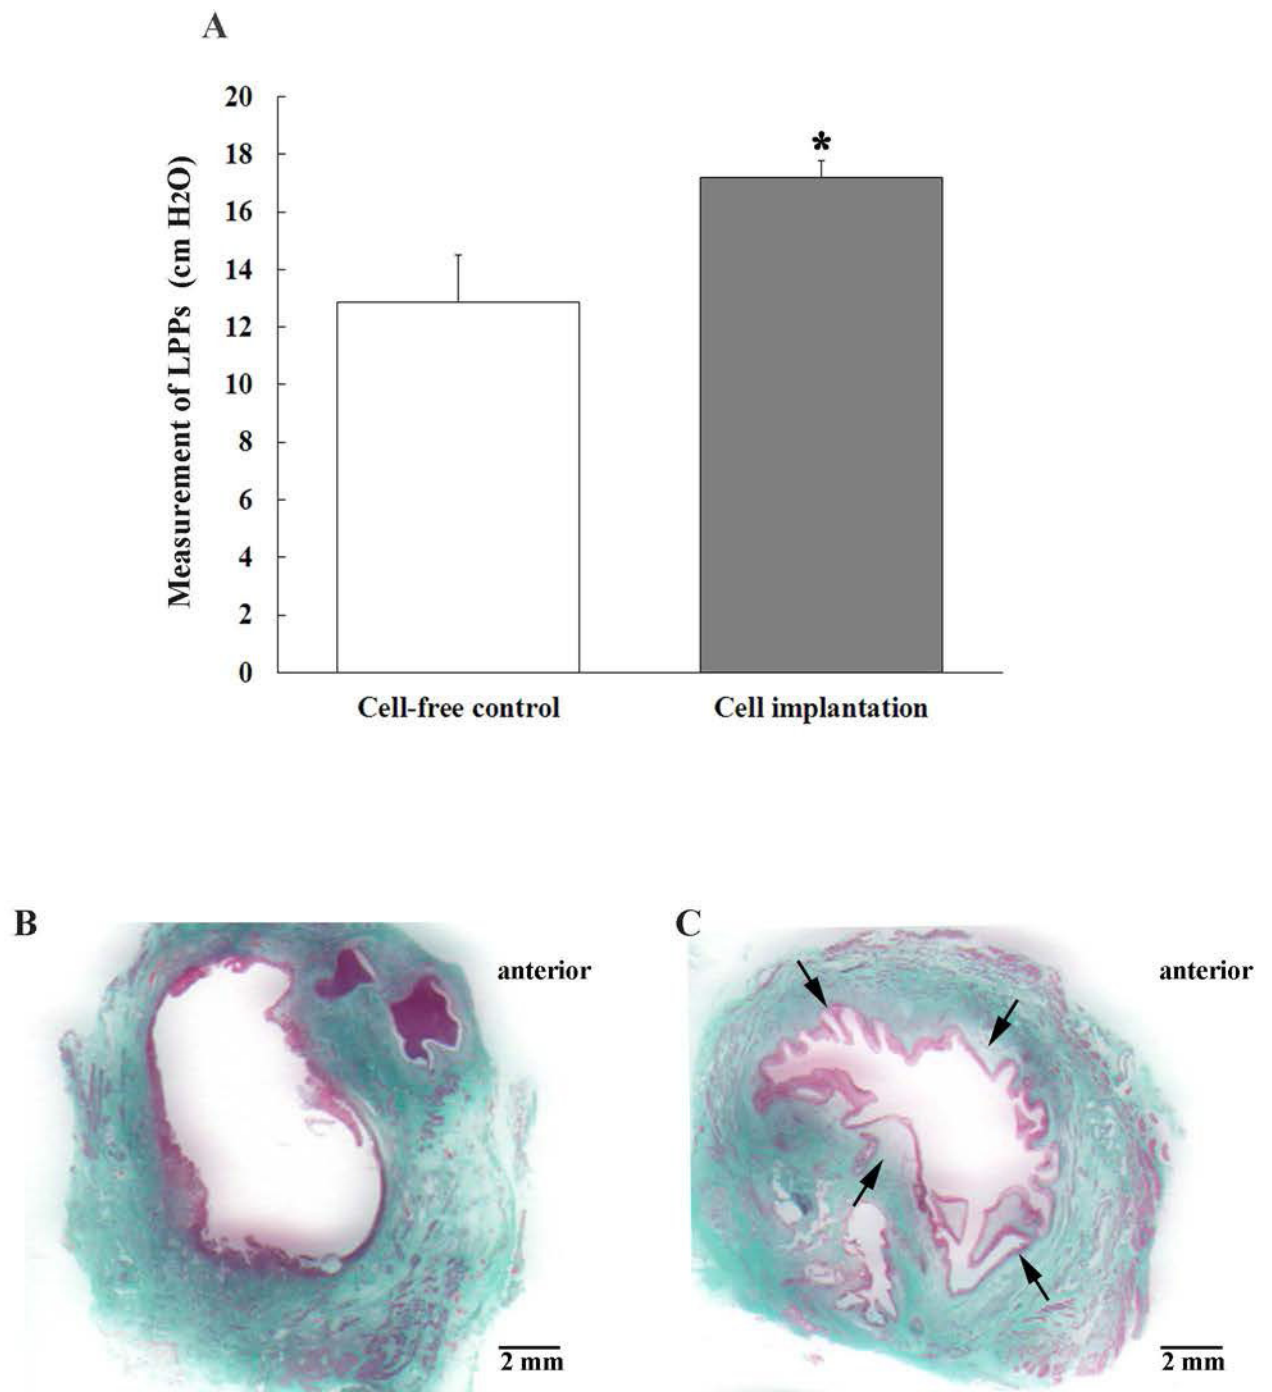 A
Measurement of LPPs (cm H2O)
20
18
16
14
12
10
8
6
4
2
0
*
Cell-free control
Cell implantation
B
anterior
2 mm
C
anterior
2 mm